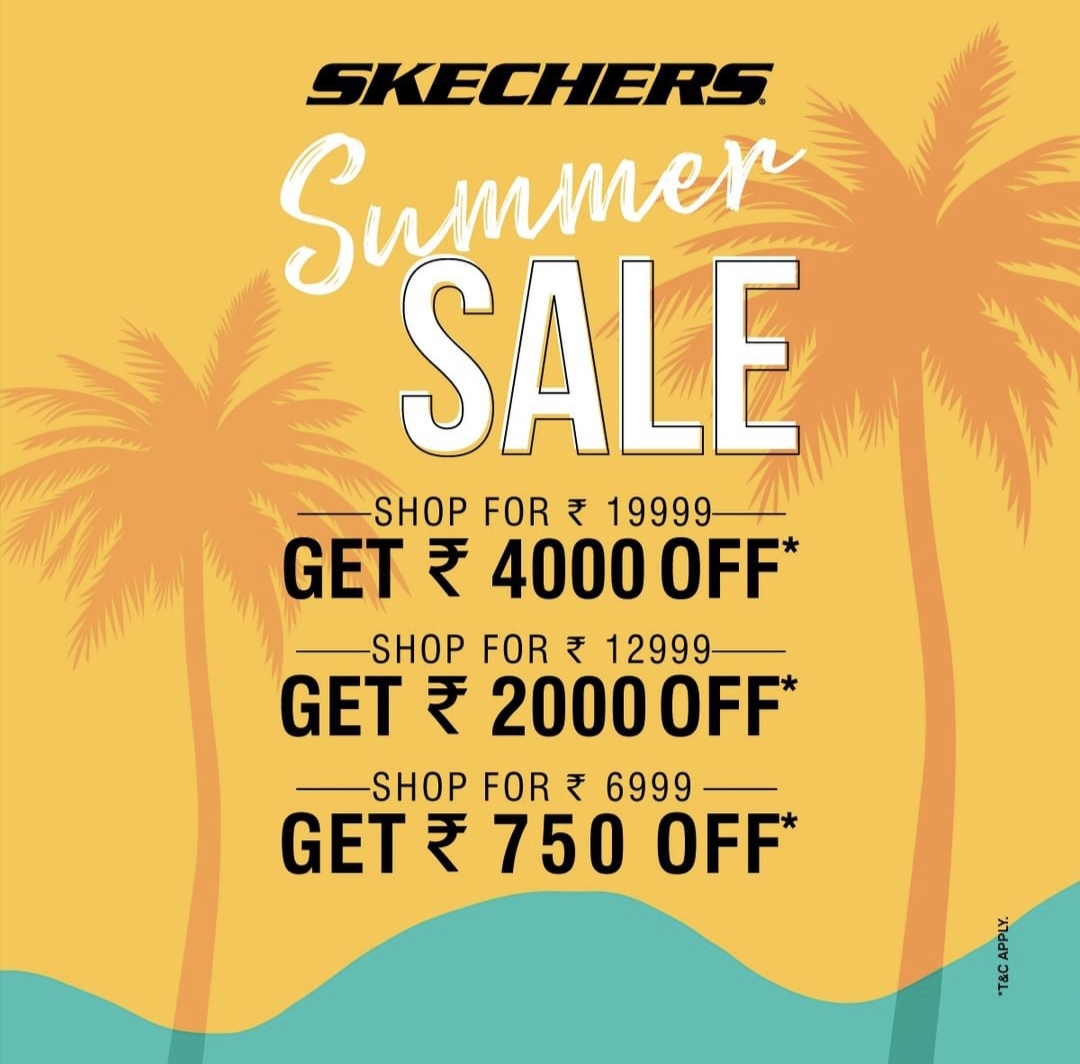 SKECHERS
Summer
SALE
SHOP FOR ₹ 19999
GET ₹ 4000 OFF*
SHOP FOR ₹ 12999
GET ₹ 2000 OFF*
SHOP FOR ₹ 6999
GET ₹ 750 OFF*
*T&C APPLY.